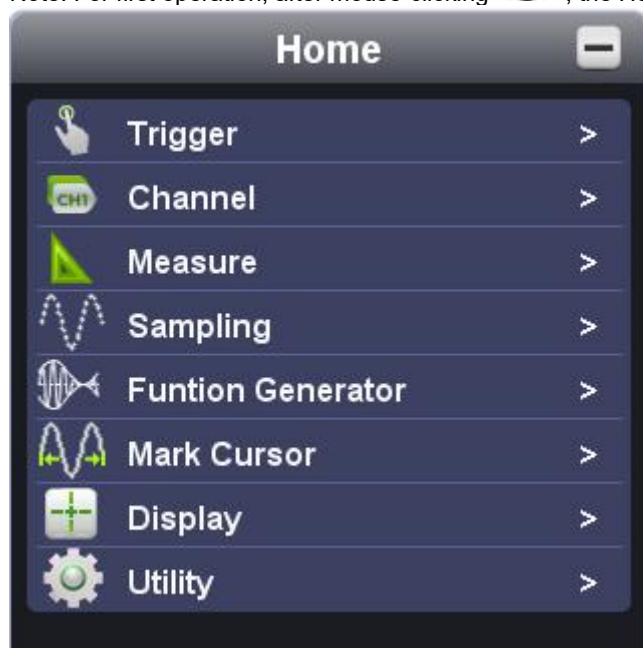 Home
Trigger >
CH1
Channel >
Measure >
Sampling >
Funtion Generator >
Mark Cursor >
Display >
Utility >